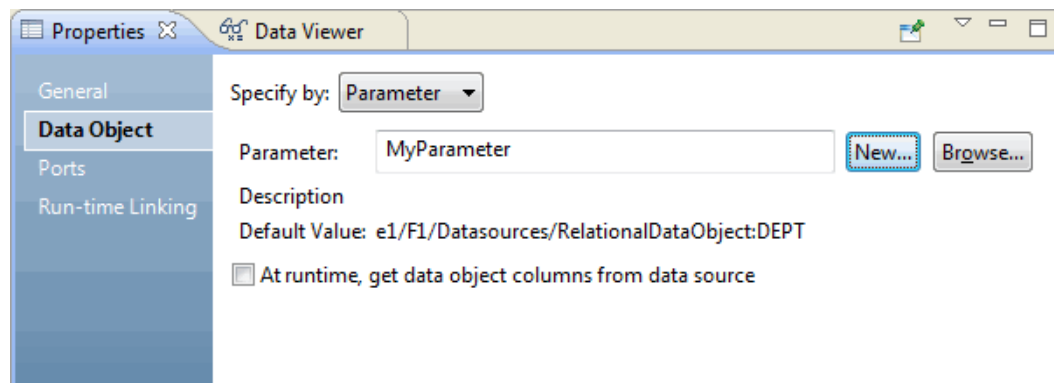 Properties Data Viewer
General
Specify by: Parameter
Data Object
Parameter: MyParameter New... Browse...
Ports
Description
Run-time Linking
Default Value: e1/F1/Datasources/RelationalDataObject:DEPT
At runtime, get data object columns from data source